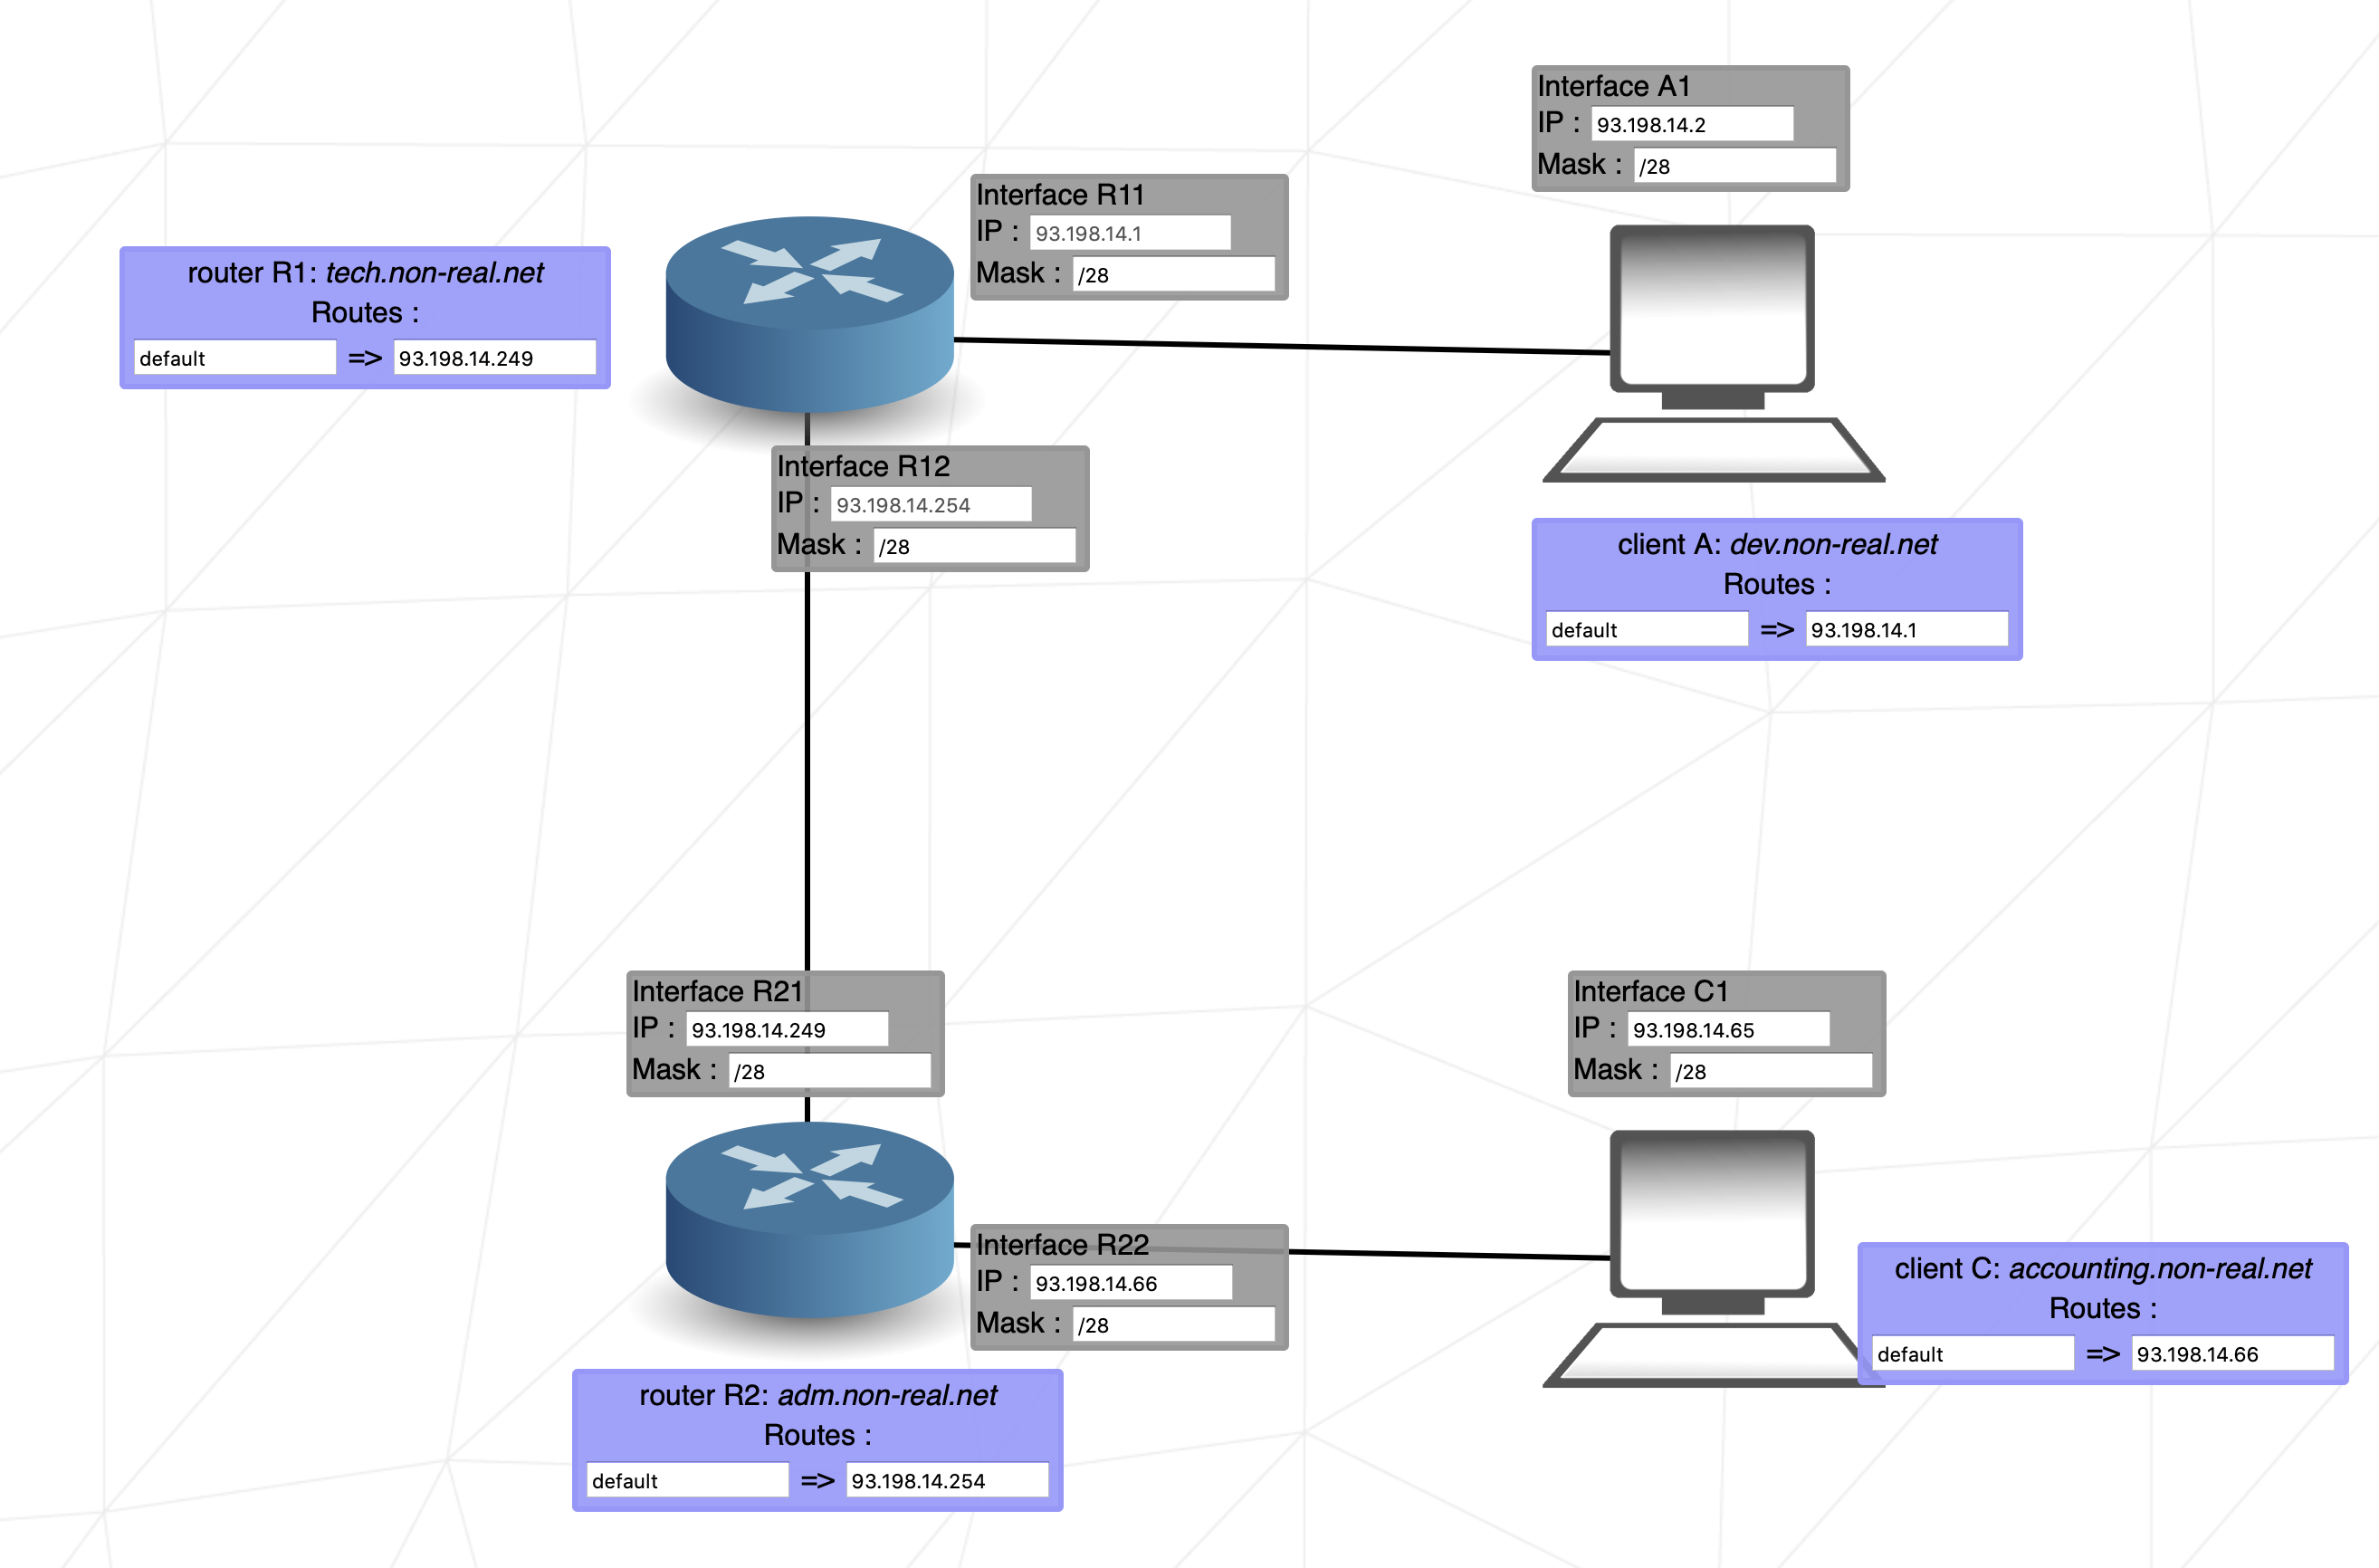 Interface A1
IP : 93.198.14.2
Mask : /28
Interface R11
IP : 93.198.14.1
Mask : /28
router R1: tech.non-real.net
Routes :
default => 93.198.14.249
Interface R12
IP : 93.198.14.254
Mask : /28
client A: dev.non-real.net
Routes :
default => 93.198.14.1
Interface R21
IP : 93.198.14.249
Mask : /28
Interface C1
IP : 93.198.14.65
Mask : /28
Interface R22
IP : 93.198.14.66
Mask : /28
client C: accounting.non-real.net
Routes :
default => 93.198.14.66
router R2: adm.non-real.net
Routes :
default => 93.198.14.254